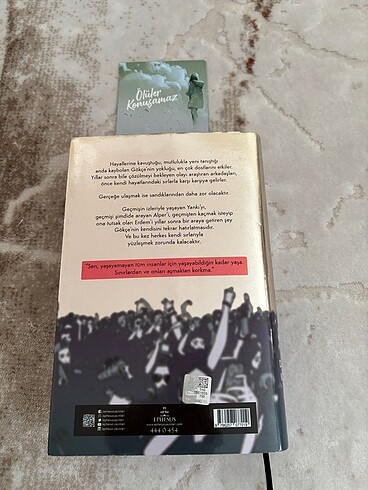 Ölüler
Konuşamaz
Hayallerine kavuştuğu, mutlulukla yeni tanıştığı
anda kaybolan Gökçe'nin yokluğu, en çok dostlarını etkiler.
Yıllar sonra bile çözülmeyi bekleyen olayı araştıran arkadaşları,
önce kendi hayatlarındaki sırlarla karşı karşıya gelirler.
Gerçeğe ulaşmak ise sandıklarından daha zor olacaktır.
Geçmişin izleriyle yaşayan Yankı'yı,
geçmişi şimdide arayan Alper'i, geçmişten kaçmak isteyip
ona tutsak olan Erdem'i yıllar sonra bir araya getiren şey
Gökçe'nin kendisini tekrar hatırlatmasıdır.
Ve bu kez herkes kendi sırlarıyla
yüzleşmek zorunda kalacaktır.
"Sen, yaşayamayan tüm insanlar için yaşayabildiğin kadar yaşa.
Sınırlardan ve onları aşmaktan korkma."
EPHESUS
444 0 454